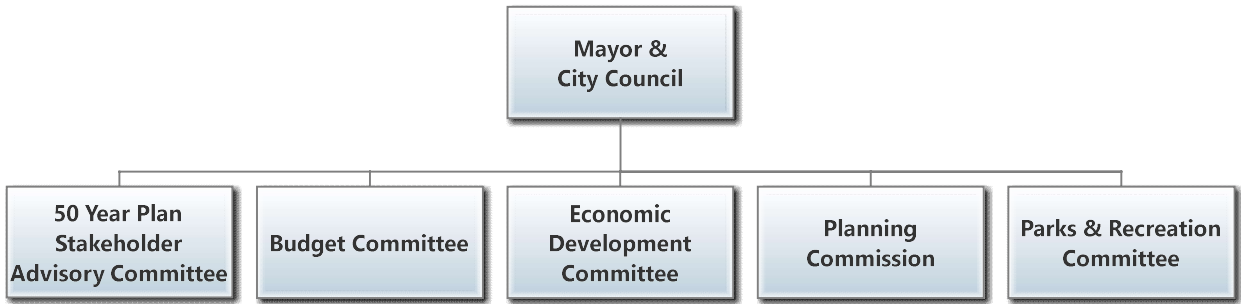 Mayor &
City Council
50 Year Plan
Stakeholder
Advisory Committee
Budget Committee
Economic
Development
Committee
Planning
Commission
Parks & Recreation
Committee